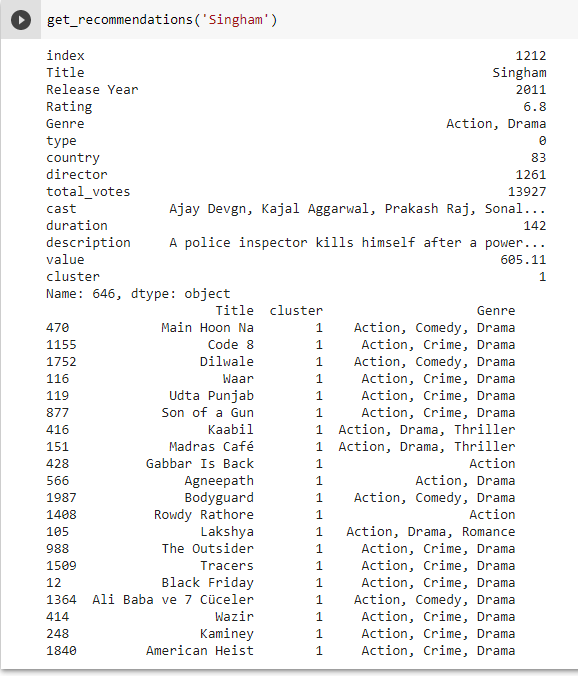 get_recommendations('Singham')
index 1212
Title Singham
Release Year 2011
Rating 6.8
Genre Action, Drama
type 0
country 83
director 1261
total_votes 13927
cast Ajay Devgn, Kajal Aggarwal, Prakash Raj, Sonal...
duration 142
description A police inspector kills himself after a power...
value 605.11
cluster 1
Name: 646, dtype: object
Title cluster Genre
470 Main Hoon Na 1 Action, Comedy, Drama
1155 Code 8 1 Action, Crime, Drama
1752 Dilwale 1 Action, Comedy, Drama
116 Waar 1 Action, Crime, Drama
119 Udta Punjab 1 Action, Crime, Drama
877 Son of a Gun 1 Action, Crime, Drama
416 Kaabil 1 Action, Drama, Thriller
151 Madras Café 1 Action, Drama, Thriller
428 Gabbar Is Back 1 Action
566 Agneepath 1 Action, Drama
1987 Bodyguard 1 Action, Comedy, Drama
1408 Rowdy Rathore 1 Action
105 Lakshya 1 Action, Drama, Romance
988 The Outsider 1 Action, Crime, Drama
1509 Tracers 1 Action, Crime, Drama
12 Black Friday 1 Action, Crime, Drama
1364 Ali Baba ve 7 Cüceler 1 Action, Comedy, Drama
414 Wazir 1 Action, Crime, Drama
248 Kaminey 1 Action, Crime, Drama
1840 American Heist 1 Action, Crime, Drama